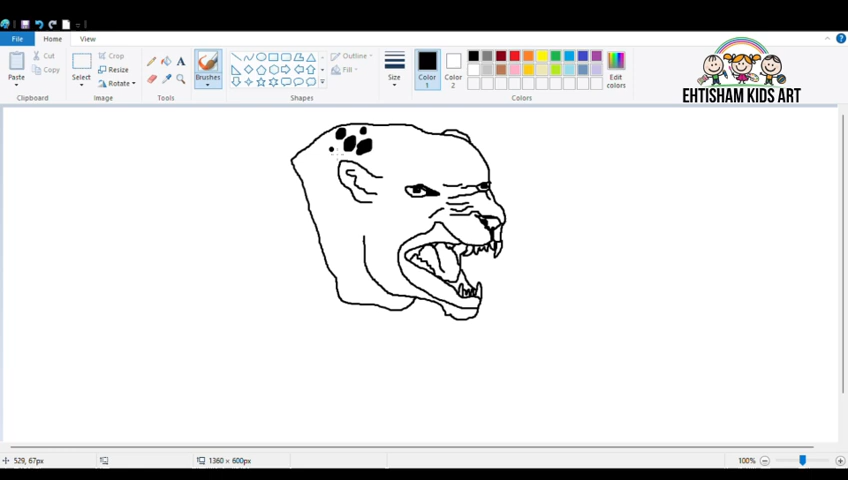 File
Home
View
Paste
Cut
Copy
Clipboard
Select
Crop
Resize
Rotate
Image
A
Tools
Brushes
Outline
Fill
Shapes
Size
Color
1
Color
2
Edit
colors
Colors
EHTISHAM KIDS ART
529, 67px
1360 × 600px
100%